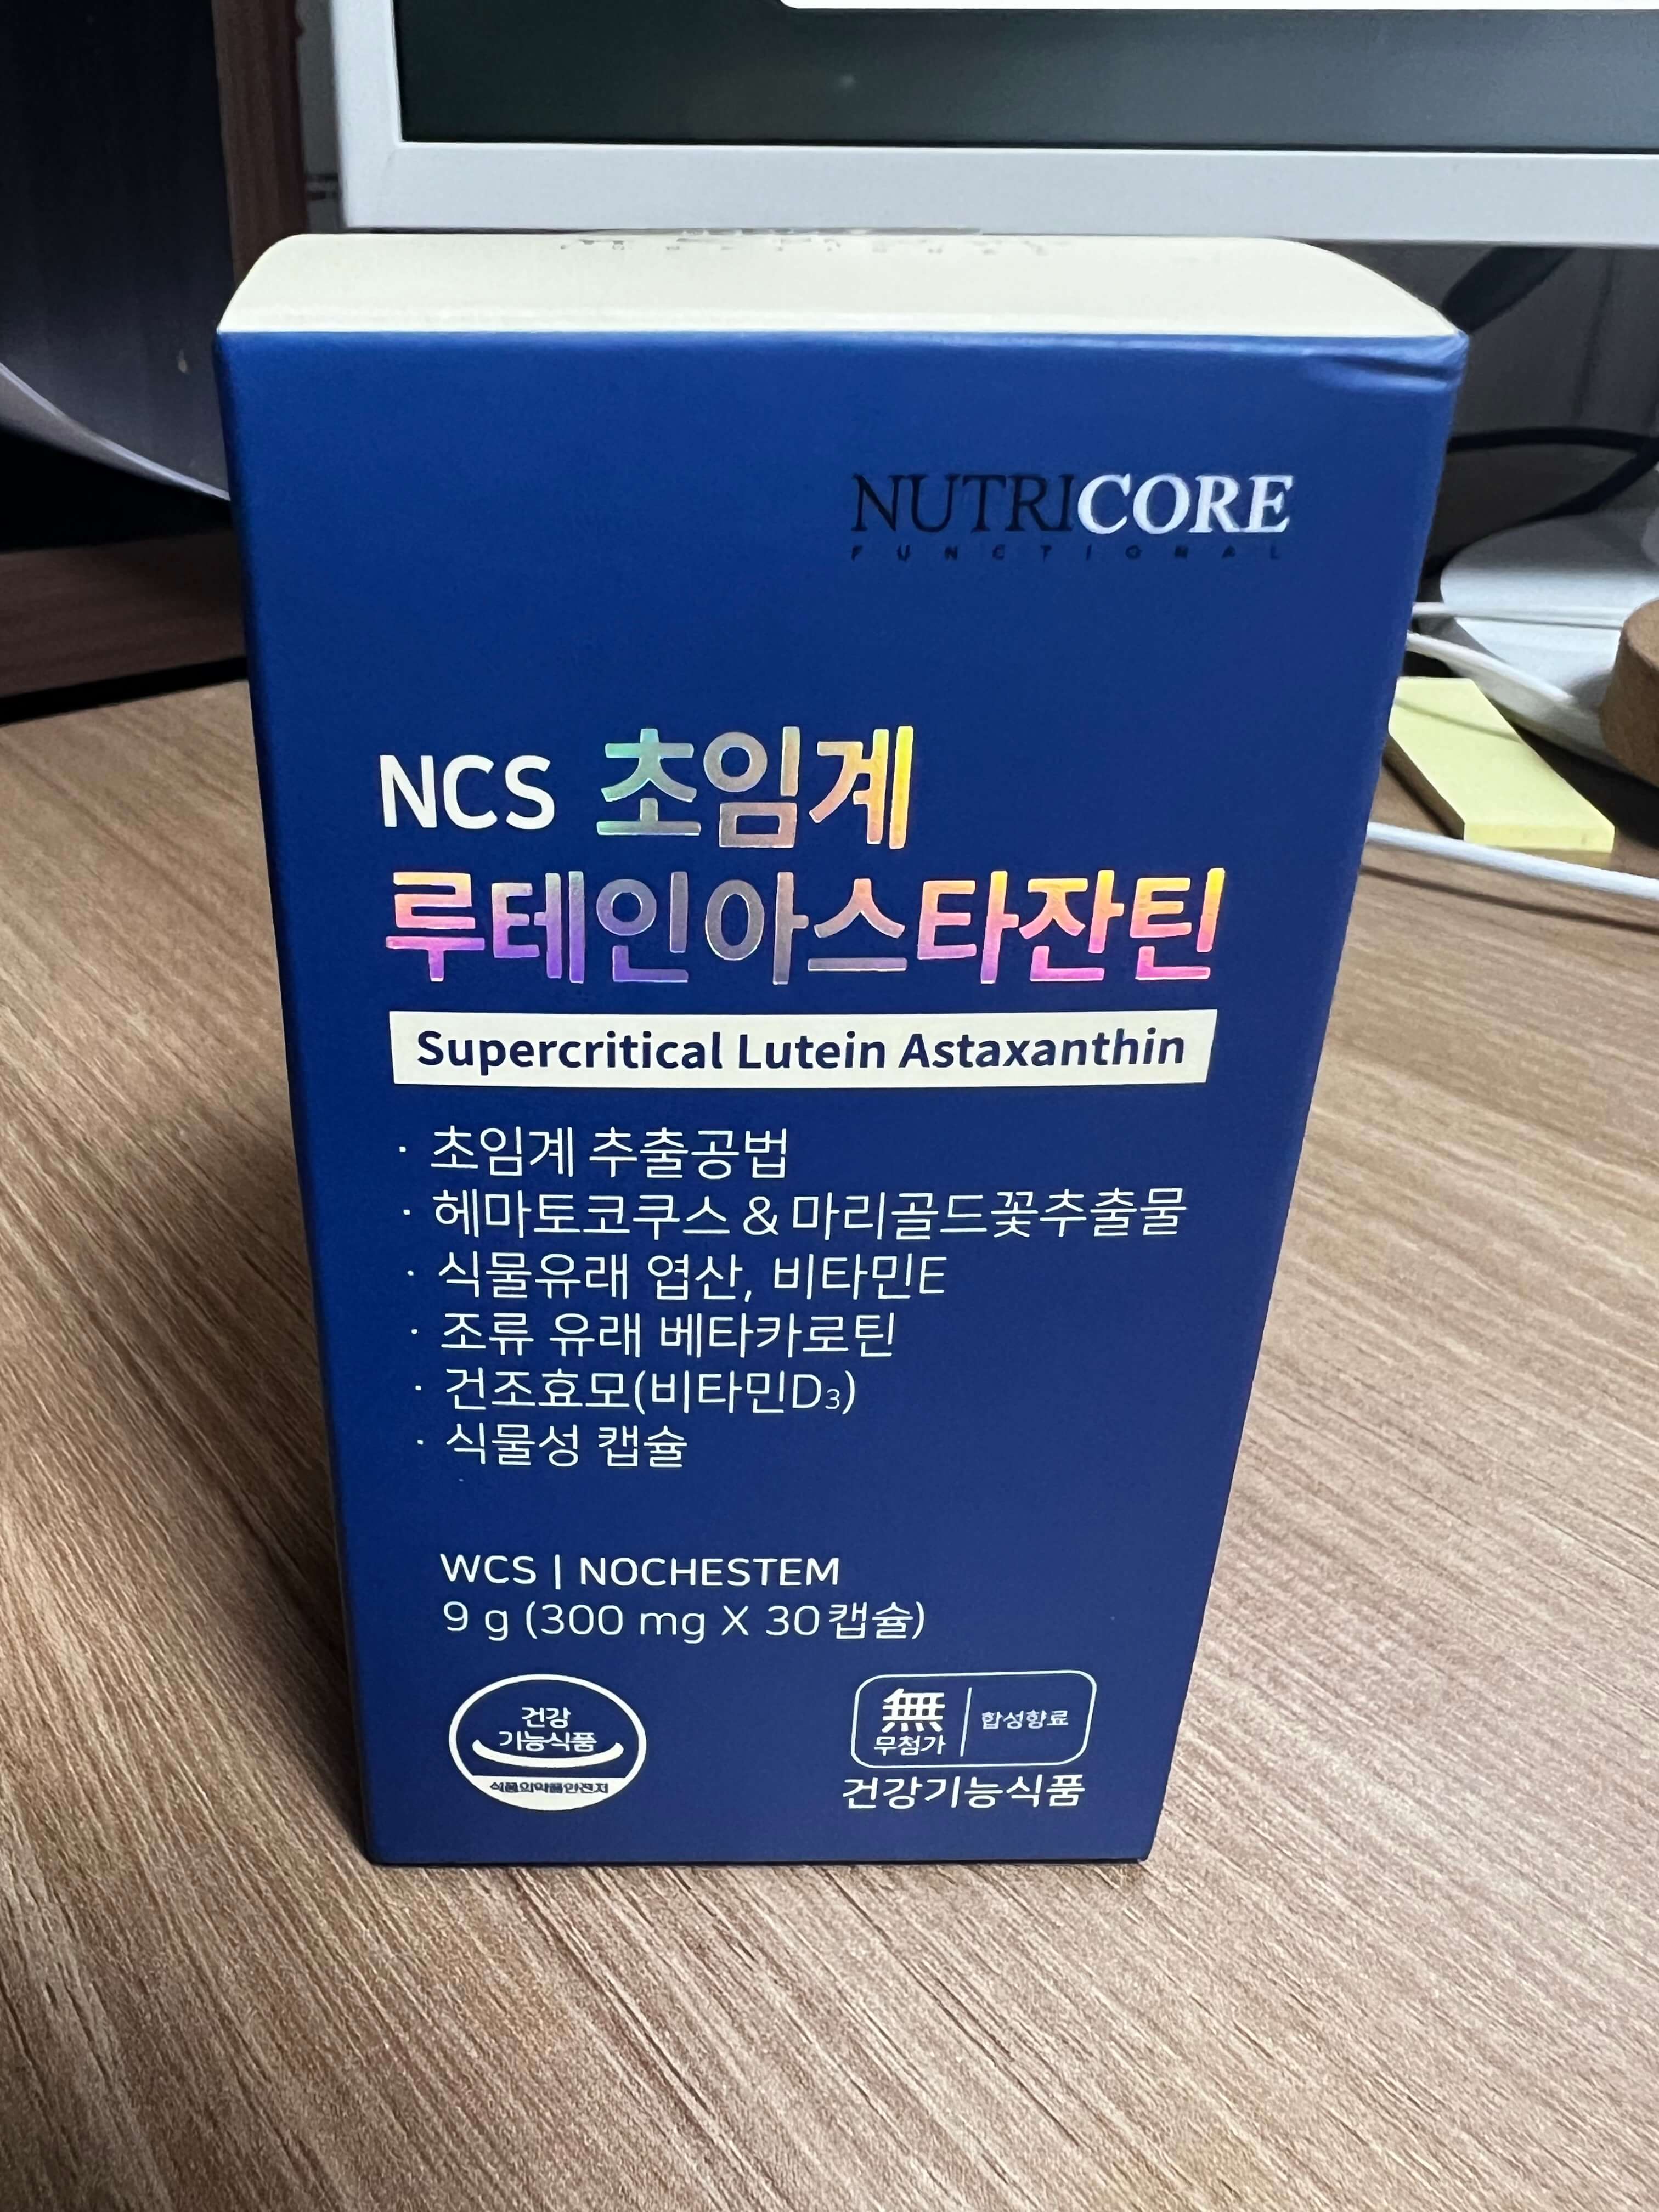 NUTRICORE
FUNCTIONAL
NCS 초임계
루테인아스타잔틴
Supercritical Lutein Astaxanthin
· 초임계 추출공법
· 헤마토코쿠스 & 마리골드꽃추출물
· 식물유래 엽산, 비타민E
· 조류 유래 베타카로틴
· 건조효모(비타민D₃)
· 식물성 캡슐
WCS | NOCHESTEM
9 g (300 mg X 30캡슐)
건강
기능식품
식품의약품안전처
無
무첨가
합성향료
건강기능식품